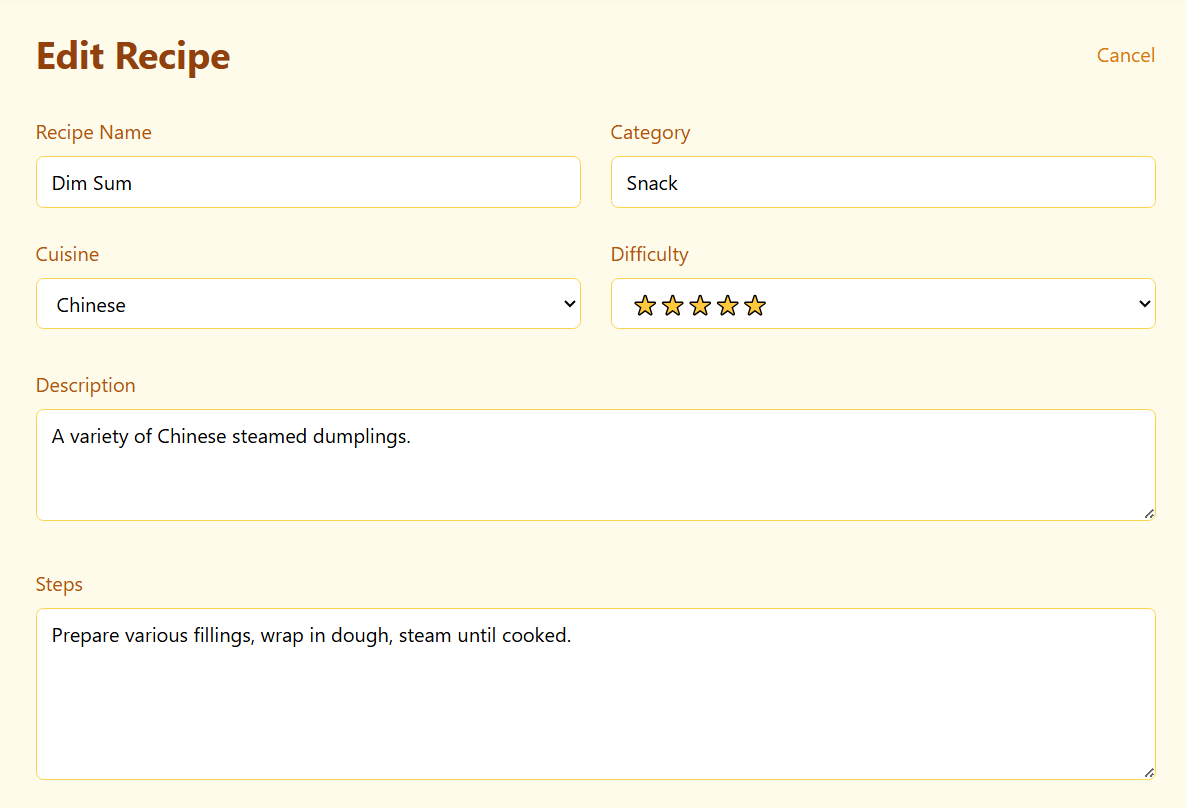 Edit Recipe
Cancel
Recipe Name
Category
Dim Sum
Snack
Cuisine
Difficulty
Chinese
⭐⭐⭐⭐⭐
Description
A variety of Chinese steamed dumplings.
Steps
Prepare various fillings, wrap in dough, steam until cooked.